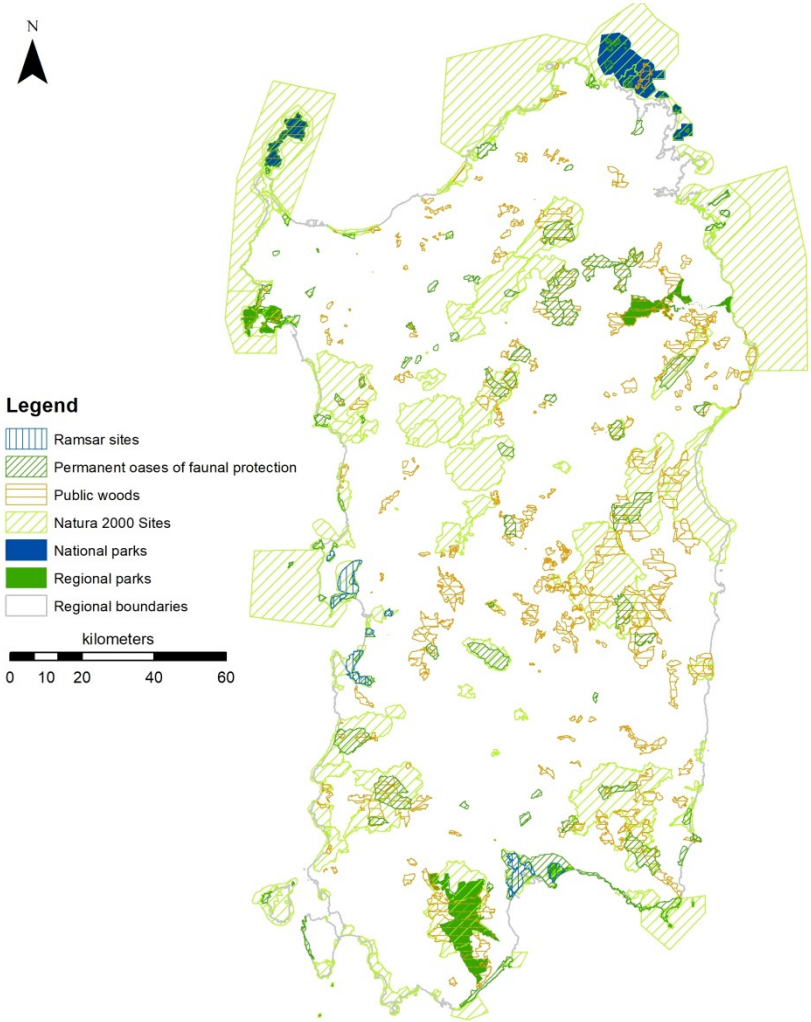 N
Legend
Ramsar sites
Permanent oases of faunal protection
Public woods
Natura 2000 Sites
National parks
Regional parks
Regional boundaries
kilometers
0 10 20 40 60